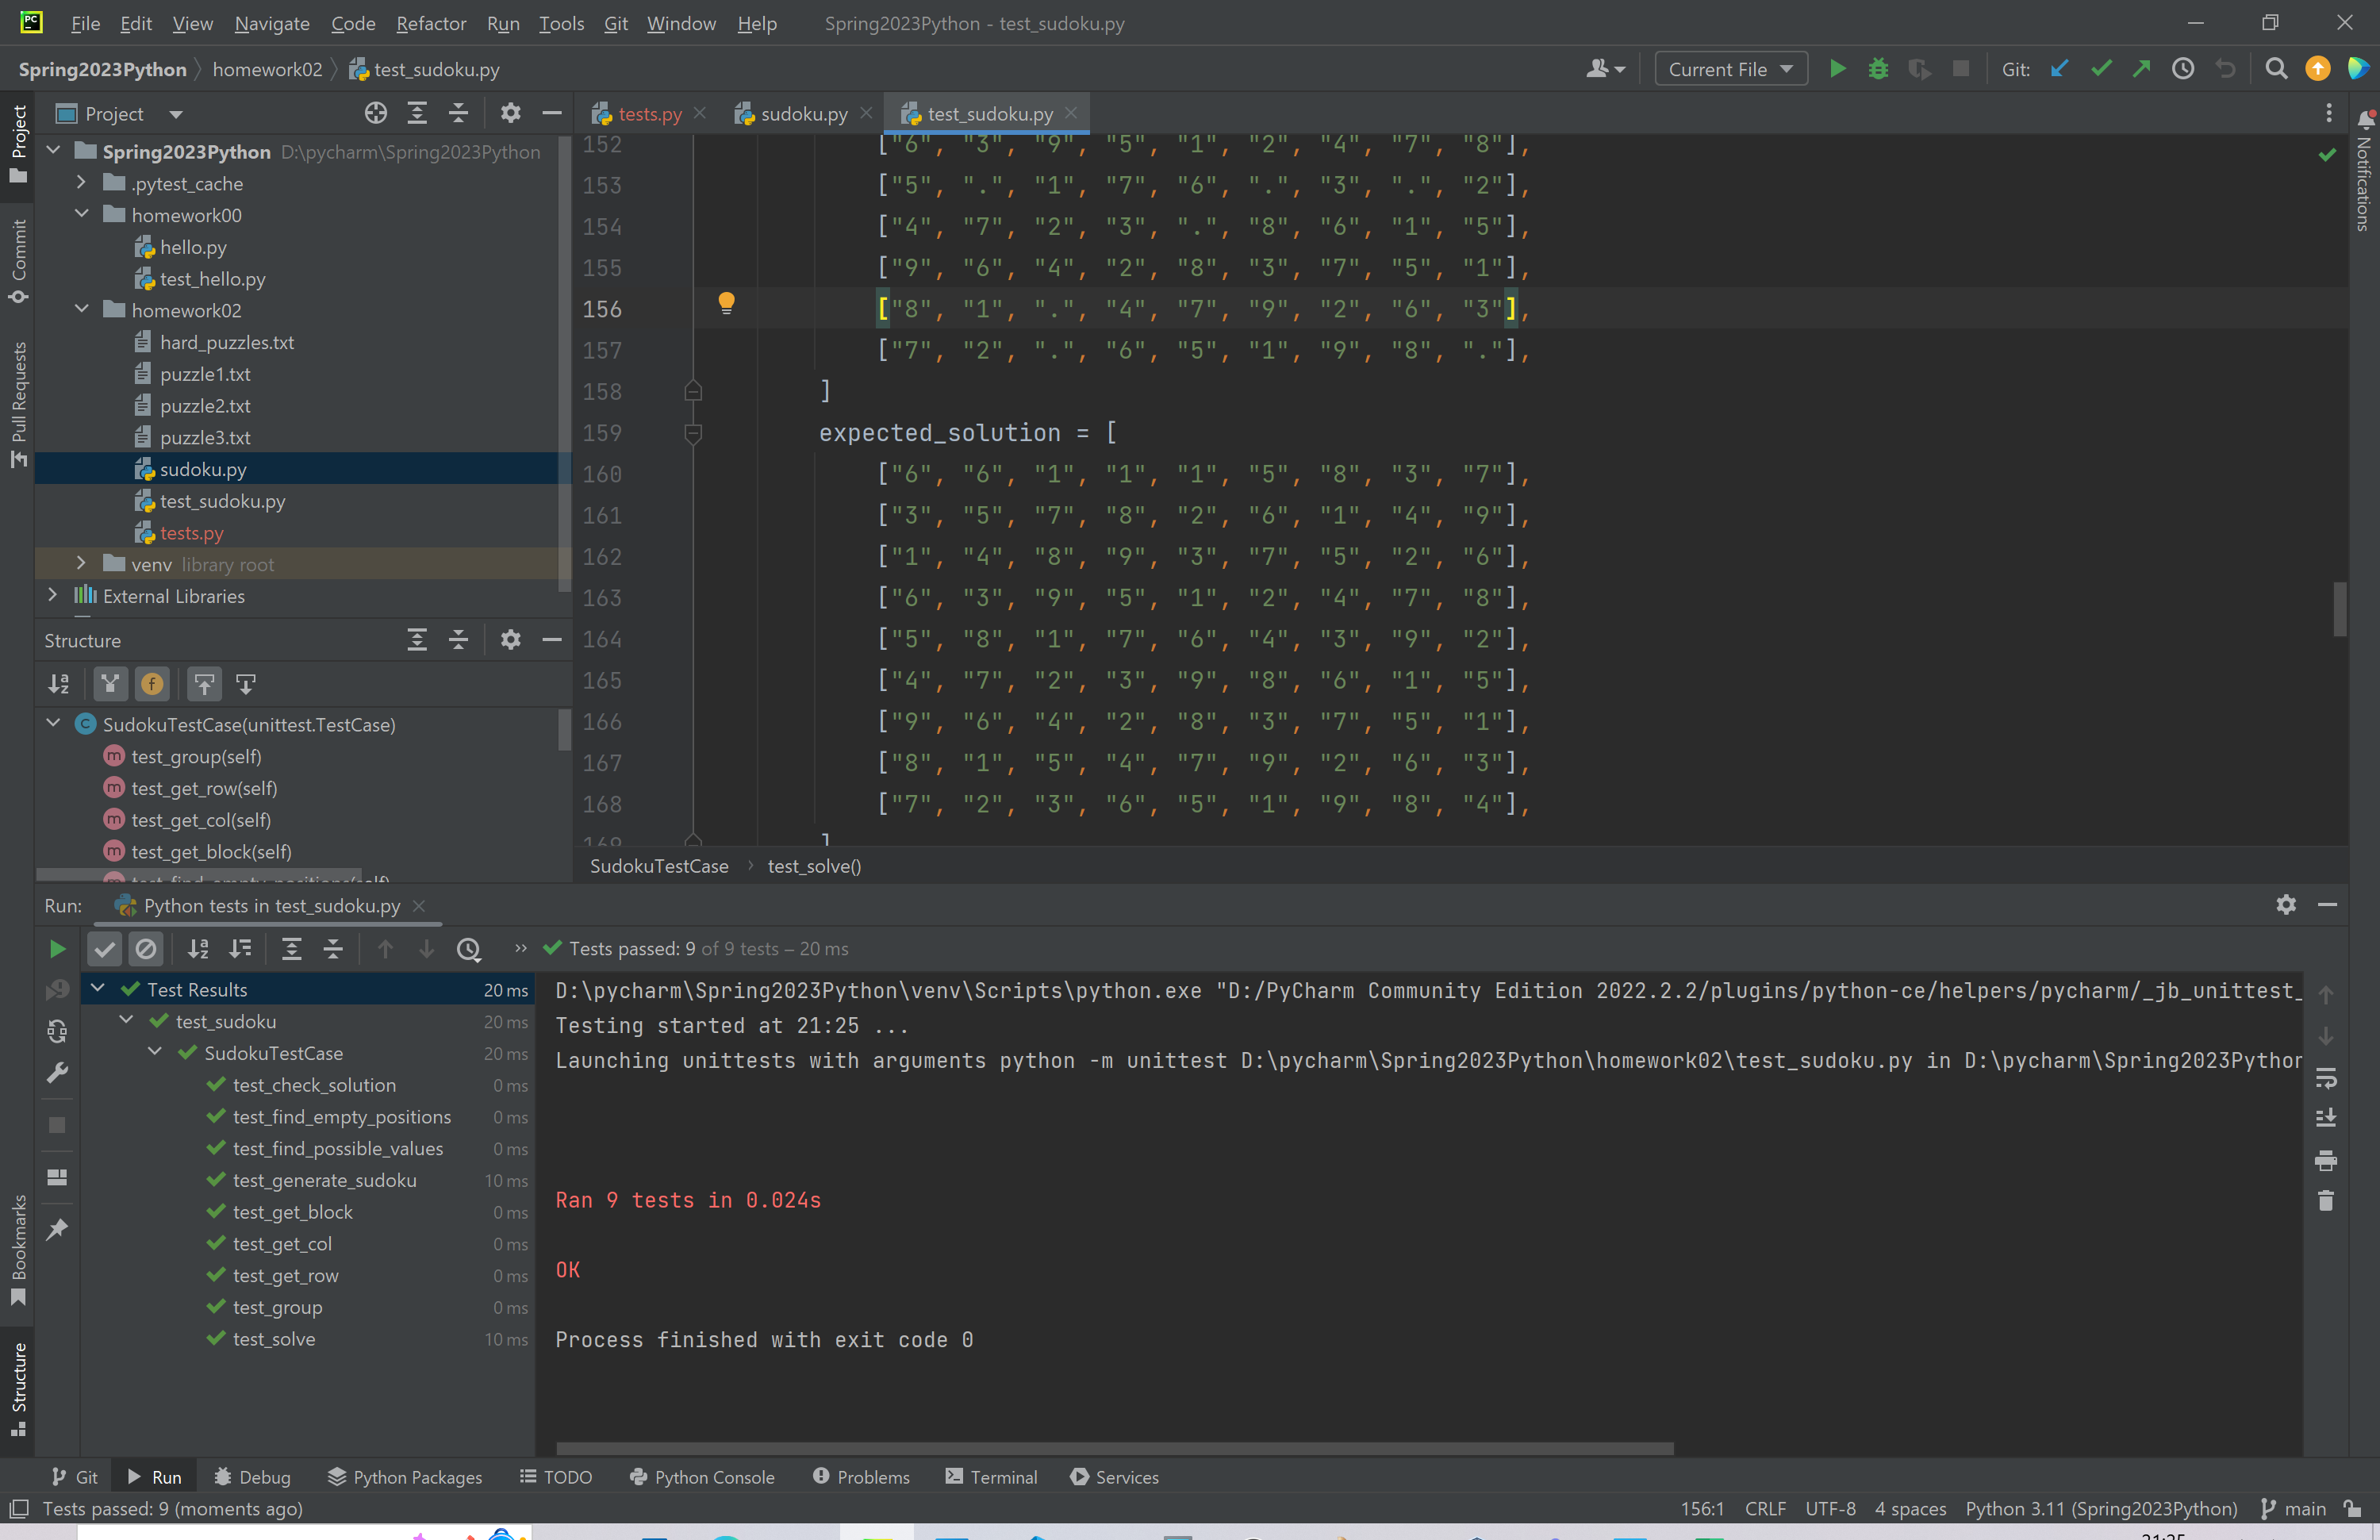 File Edit View Navigate Code Refactor Run Tools Git Window Help Spring2023Python - test_sudoku.py
Spring2023Python homework02 test_sudoku.py Current File Git:
Project
Commit
Pull Requests
Bookmarks
Structure
Notifications
Project
Spring2023Python D:\pycharm\Spring2023Python
.pytest_cache
homework00
hello.py
test_hello.py
homework02
hard_puzzles.txt
puzzle1.txt
puzzle2.txt
puzzle3.txt
sudoku.py
test_sudoku.py
tests.py
venv library root
External Libraries
Structure
SudokuTestCase(unittest.TestCase)
test_group(self)
test_get_row(self)
test_get_col(self)
test_get_block(self)
test_find_empty_positions(self)
tests.py sudoku.py test_sudoku.py
152 ["6", "3", "9", "5", "1", "2", "4", "7", "8"],
153 ["5", ".", "1", "7", "6", ".", "3", ".", "2"],
154 ["4", "7", "2", "3", ".", "8", "6", "1", "5"],
155 ["9", "6", "4", "2", "8", "3", "7", "5", "1"],
156 ["8", "1", ".", "4", "7", "9", "2", "6", "3"],
157 ["7", "2", ".", "6", "5", "1", "9", "8", "."],
158 ]
159 expected_solution = [
160 ["6", "6", "1", "1", "1", "5", "8", "3", "7"],
161 ["3", "5", "7", "8", "2", "6", "1", "4", "9"],
162 ["1", "4", "8", "9", "3", "7", "5", "2", "6"],
163 ["6", "3", "9", "5", "1", "2", "4", "7", "8"],
164 ["5", "8", "1", "7", "6", "4", "3", "9", "2"],
165 ["4", "7", "2", "3", "9", "8", "6", "1", "5"],
166 ["9", "6", "4", "2", "8", "3", "7", "5", "1"],
167 ["8", "1", "5", "4", "7", "9", "2", "6", "3"],
168 ["7", "2", "3", "6", "5", "1", "9", "8", "4"],
169 ]
SudokuTestCase test_solve()
Run: Python tests in test_sudoku.py
Tests passed: 9 of 9 tests – 20 ms
Test Results 20 ms
test_sudoku 20 ms
SudokuTestCase 20 ms
test_check_solution 0 ms
test_find_empty_positions 0 ms
test_find_possible_values 0 ms
test_generate_sudoku 10 ms
test_get_block 0 ms
test_get_col 0 ms
test_get_row 0 ms
test_group 0 ms
test_solve 10 ms
D:\pycharm\Spring2023Python\venv\Scripts\python.exe "D:/PyCharm Community Edition 2022.2.2/plugins/python-ce/helpers/pycharm/_jb_unittest_
Testing started at 21:25 ...
Launching unittests with arguments python -m unittest D:\pycharm\Spring2023Python\homework02\test_sudoku.py in D:\pycharm\Spring2023Python
Ran 9 tests in 0.024s
OK
Process finished with exit code 0
Git Run Debug Python Packages TODO Python Console Problems Terminal Services
Tests passed: 9 (moments ago) 156:1 CRLF UTF-8 4 spaces Python 3.11 (Spring2023Python) main
21:25